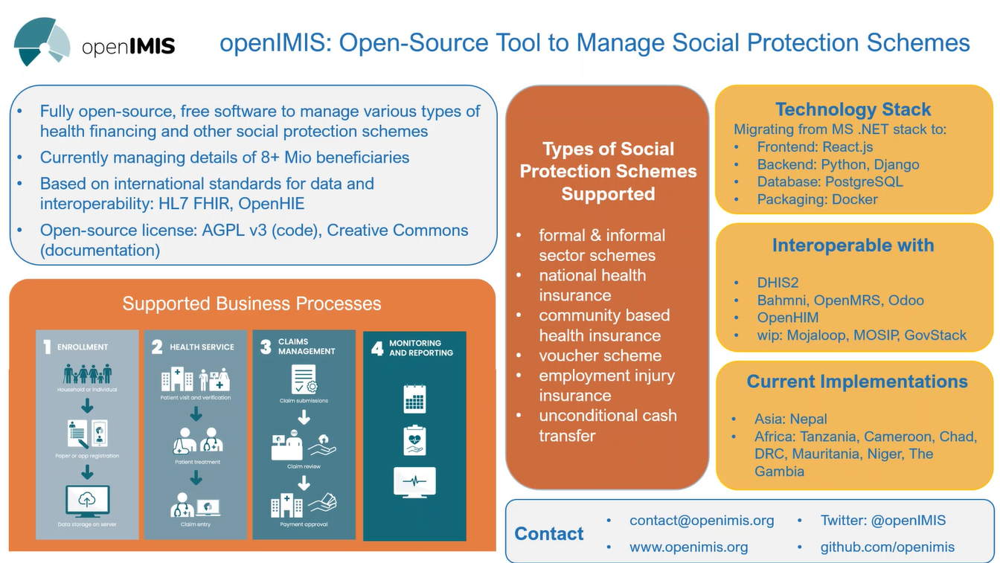 openIMIS
openIMIS: Open-Source Tool to Manage Social Protection Schemes
• Fully open-source, free software to manage various types of
health financing and other social protection schemes
• Currently managing details of 8+ Mio beneficiaries
• Based on international standards for data and
interoperability: HL7 FHIR, OpenHIE
• Open-source license: AGPL v3 (code), Creative Commons
(documentation)
Supported Business Processes
1 ENROLLMENT
Household or individual
Paper or app registration
Data storage on server
2 HEALTH SERVICE
Patient visit and verification
Patient treatment
Claim entry
3 CLAIMS
MANAGEMENT
Claim submissions
Claim review
Payment approval
4 MONITORING
AND REPORTING
Types of Social
Protection Schemes
Supported
• formal & informal
sector schemes
• national health
insurance
• community based
health insurance
• voucher scheme
• employment injury
insurance
• unconditional cash
transfer
Technology Stack
Migrating from MS .NET stack to:
• Frontend: React.js
• Backend: Python, Django
• Database: PostgreSQL
• Packaging: Docker
Interoperable with
• DHIS2
• Bahmni, OpenMRS, Odoo
• OpenHIM
• wip: Mojaloop, MOSIP, GovStack
Current Implementations
• Asia: Nepal
• Africa: Tanzania, Cameroon, Chad,
DRC, Mauritania, Niger, The
Gambia
Contact
• contact@openimis.org
• www.openimis.org
• Twitter: @openIMIS
• github.com/openimis